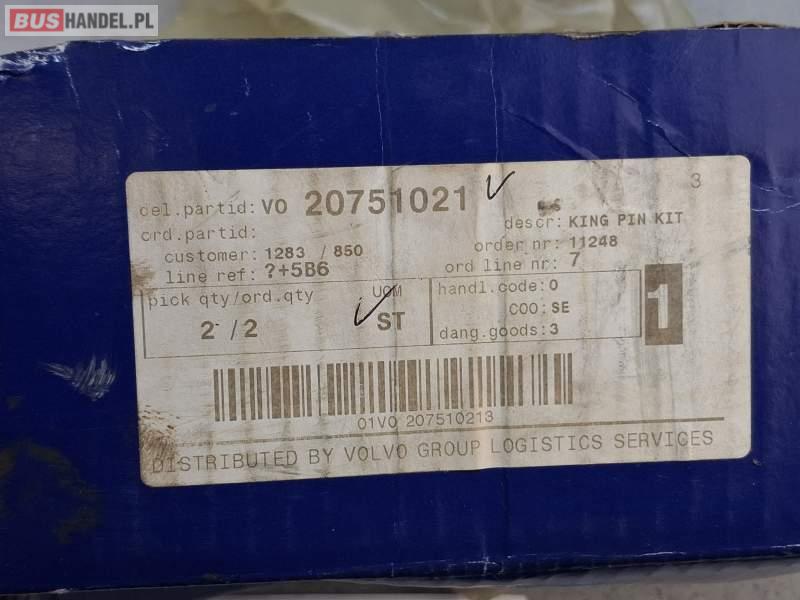 BUSHANDEL.PL
3
del.partid: VO 20751021
descr: KING PIN KIT
ord.partid:
customer: 1283 / 850
order nr: 11248
line ref: ?+5B6
ord line nr: 7
pick qty/ord.qty
UOM
handl.code: 0
2 / 2
ST
COO: SE
1
dang.goods: 3
01VO 207510213
DISTRIBUTED BY VOLVO GROUP LOGISTICS SERVICES